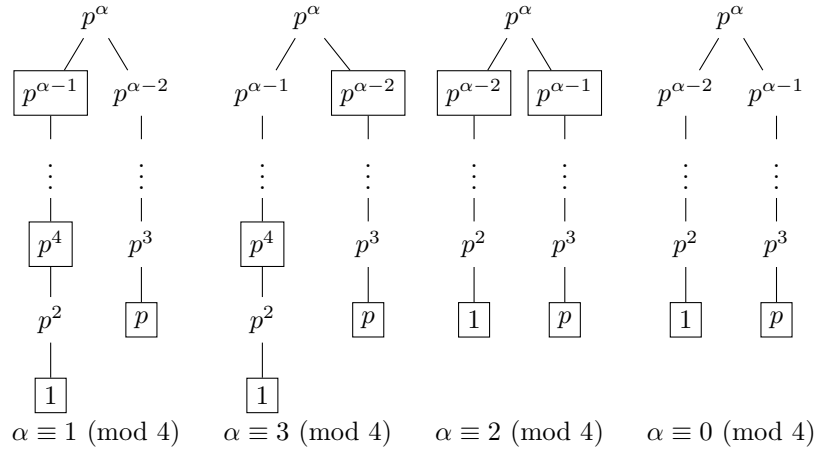 p^α p^α p^α p^α
p^{α−1} p^{α−2} p^{α−1} p^{α−2} p^{α−2} p^{α−1} p^{α−2} p^{α−1}
⋮ ⋮ ⋮ ⋮ ⋮ ⋮ ⋮ ⋮
p^4 p^3 p^4 p^3 p^2 p^3 p^2 p^3
p^2 p p^2 p 1 p 1 p
1 1
α ≡ 1 (mod 4) α ≡ 3 (mod 4) α ≡ 2 (mod 4) α ≡ 0 (mod 4)